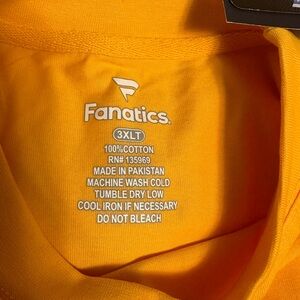 Fanatics.
3XLT
100%COTTON
RN# 135969
MADE IN PAKISTAN
MACHINE WASH COLD
TUMBLE DRY LOW
COOL IRON IF NECESSARY
DO NOT BLEACH